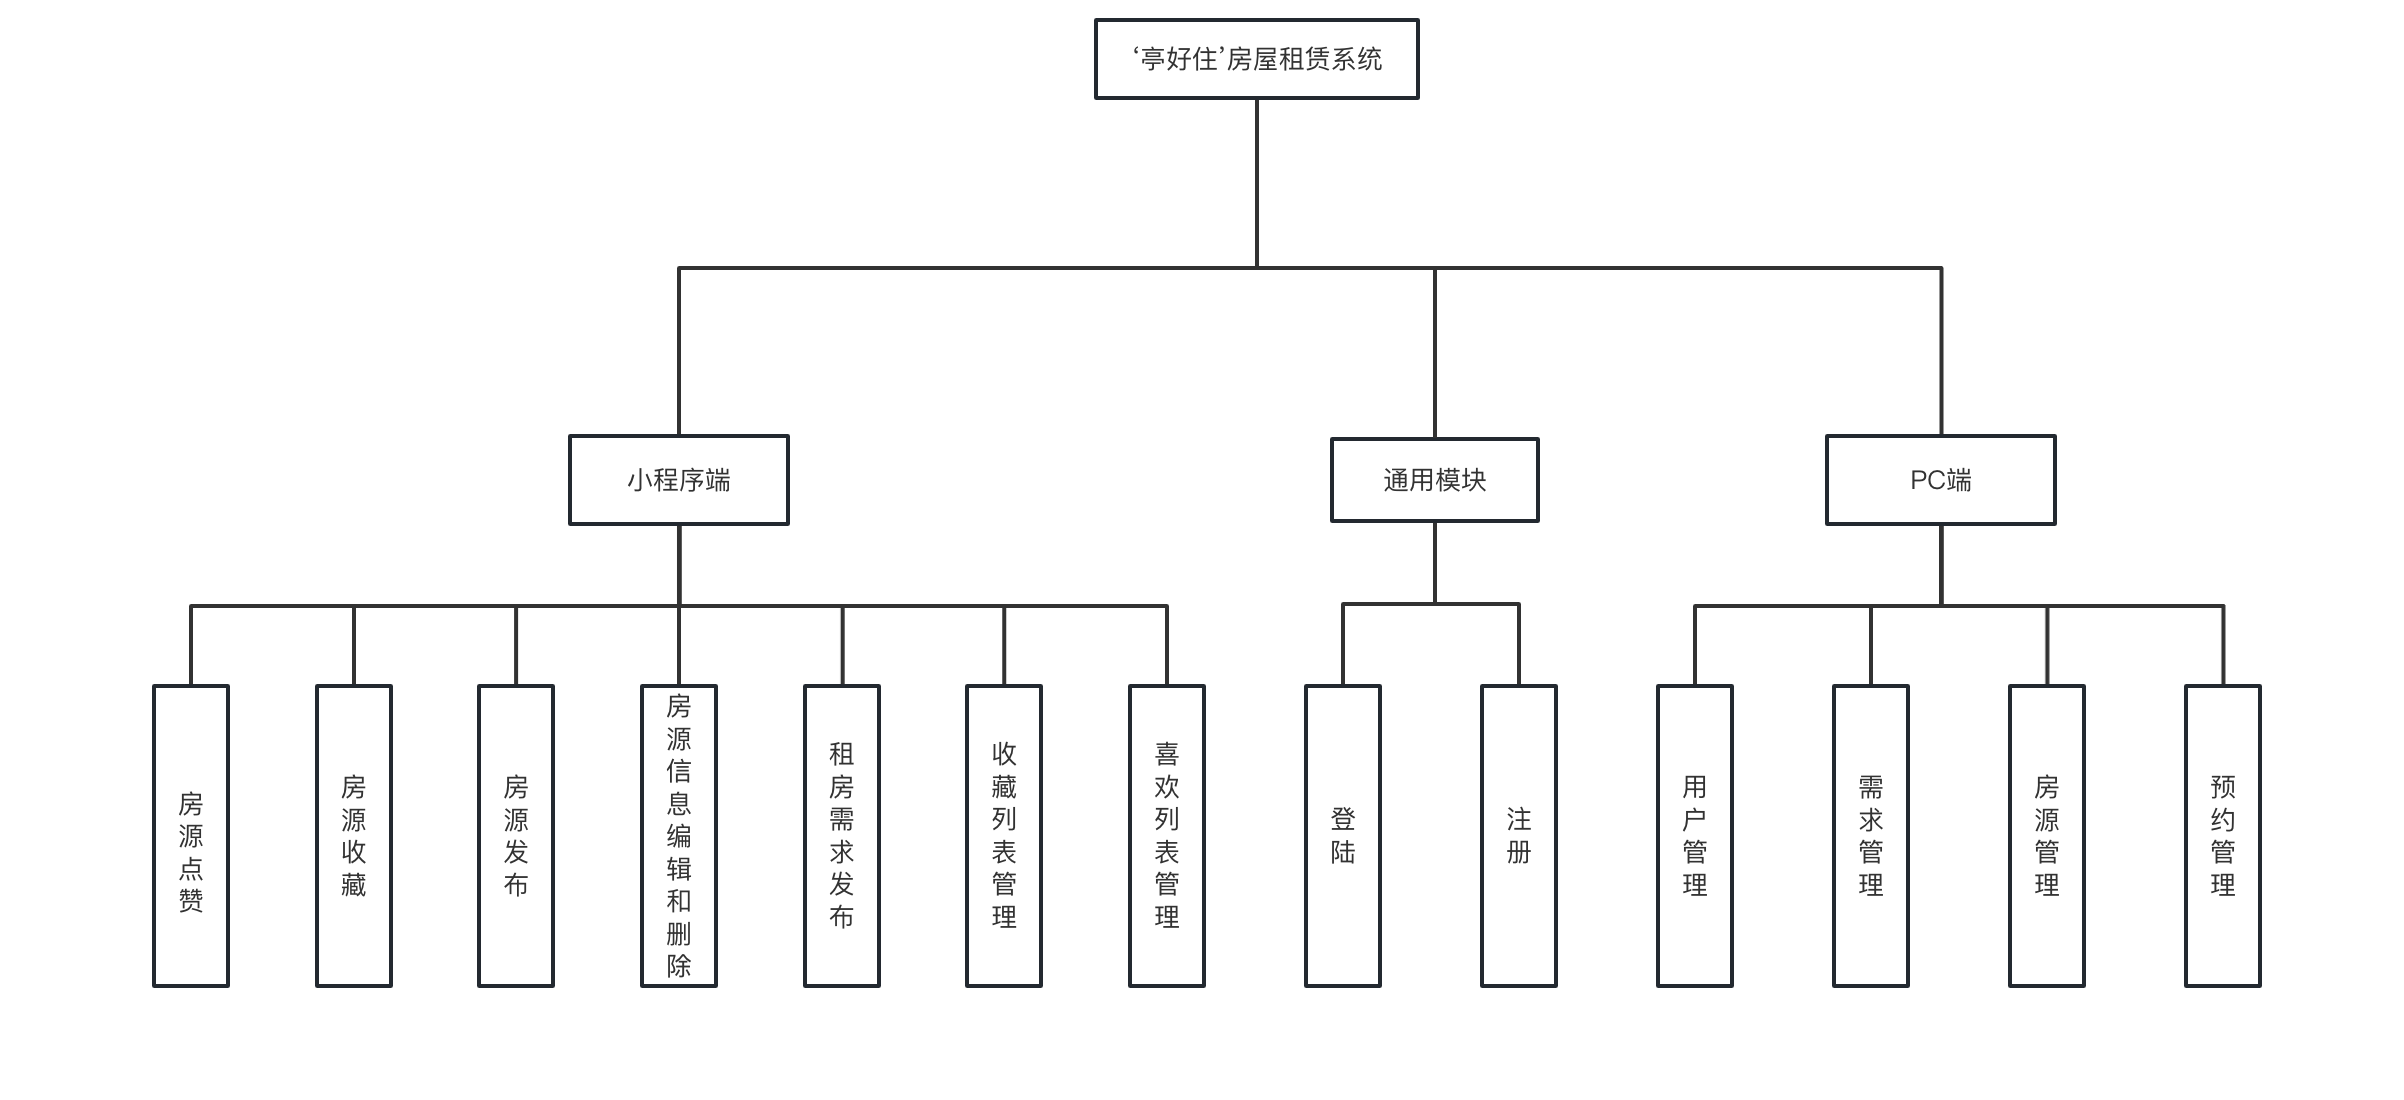 ‘亭好住’房屋租赁系统
小程序端
通用模块
PC端
房源点赞
房源收藏
房源发布
房源信息编辑和删除
租房需求发布
收藏列表管理
喜欢列表管理
登陆
注册
用户管理
需求管理
房源管理
预约管理